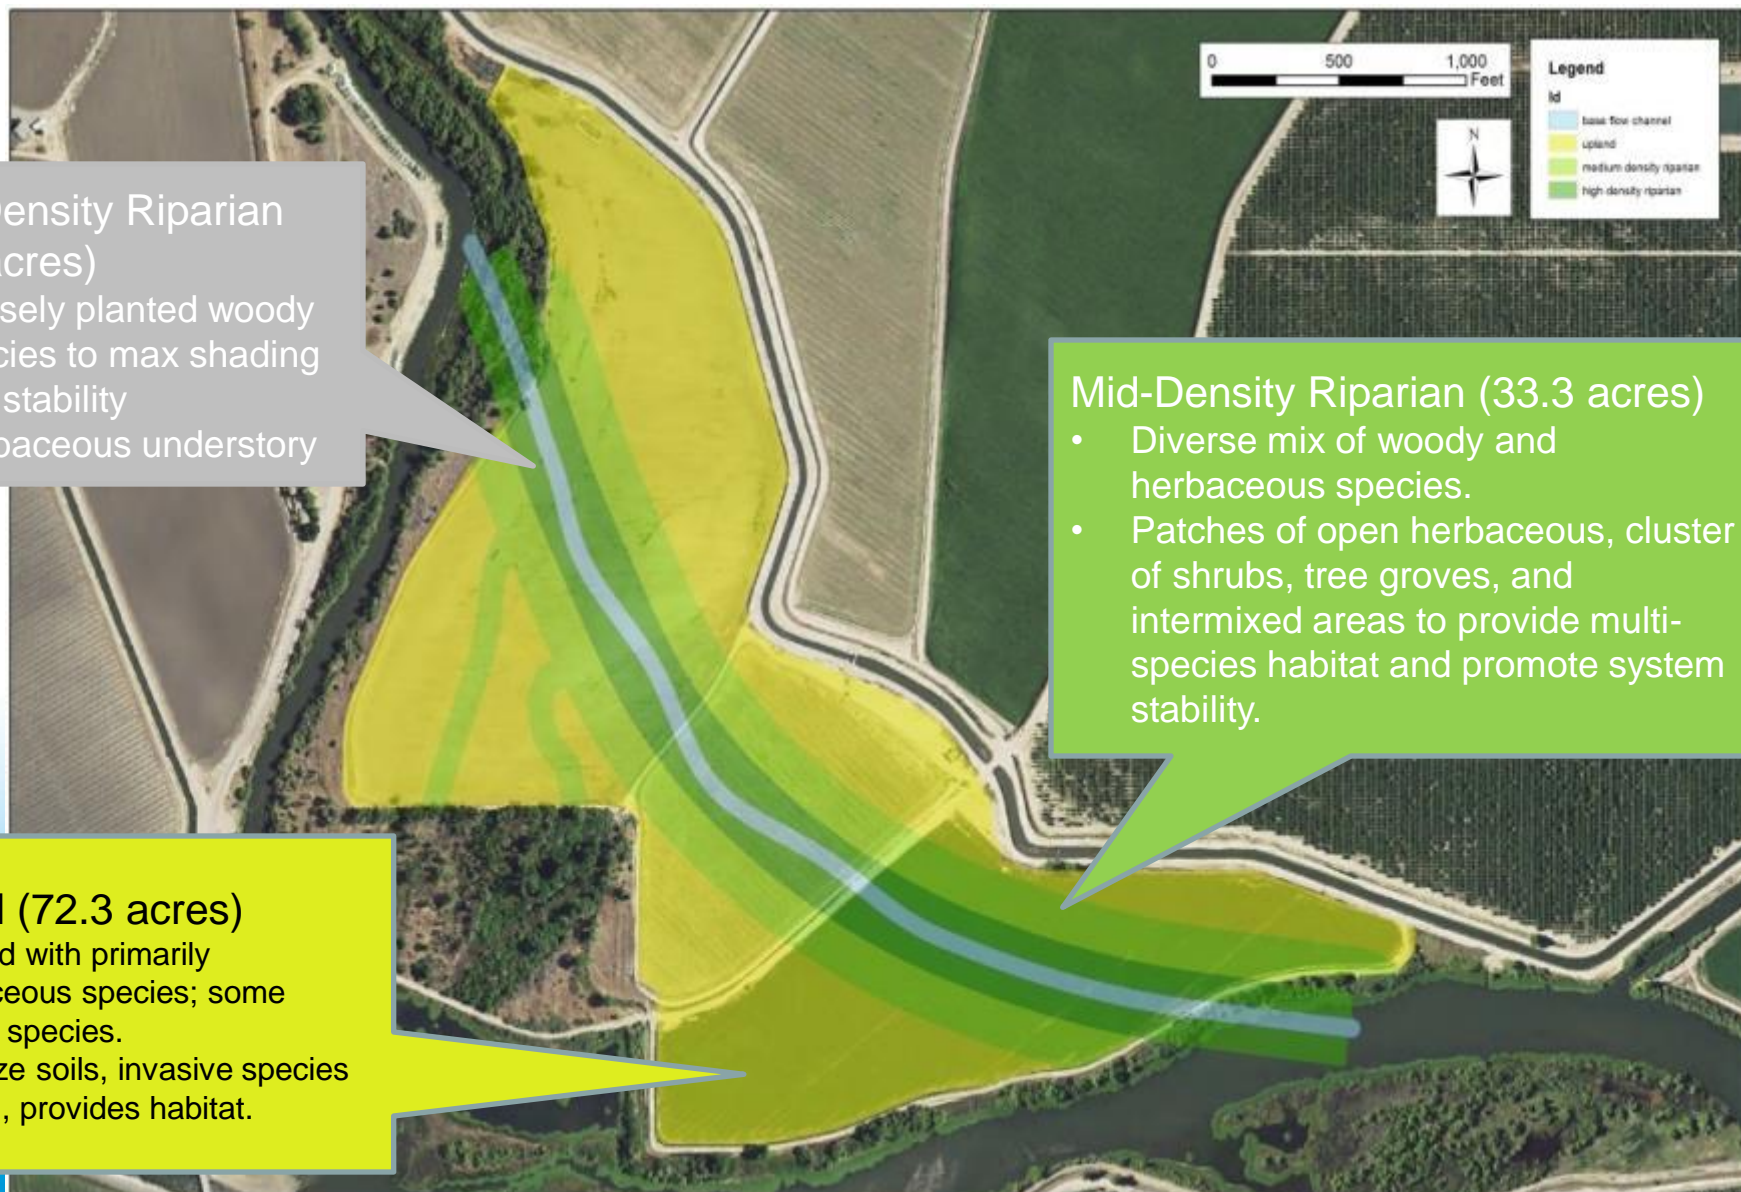 0 500 1,000
Feet
Legend
Id
base flow channel
upland
medium density riparian
high density riparian
N
ensity Riparian
acres)
sely planted woody
cies to max shading
stability
baceous understory
Mid-Density Riparian (33.3 acres)
• Diverse mix of woody and
herbaceous species.
• Patches of open herbaceous, cluster
of shrubs, tree groves, and
intermixed areas to provide multi-
species habitat and promote system
stability.
(72.3 acres)
d with primarily
ceous species; some
species.
ze soils, invasive species
, provides habitat.